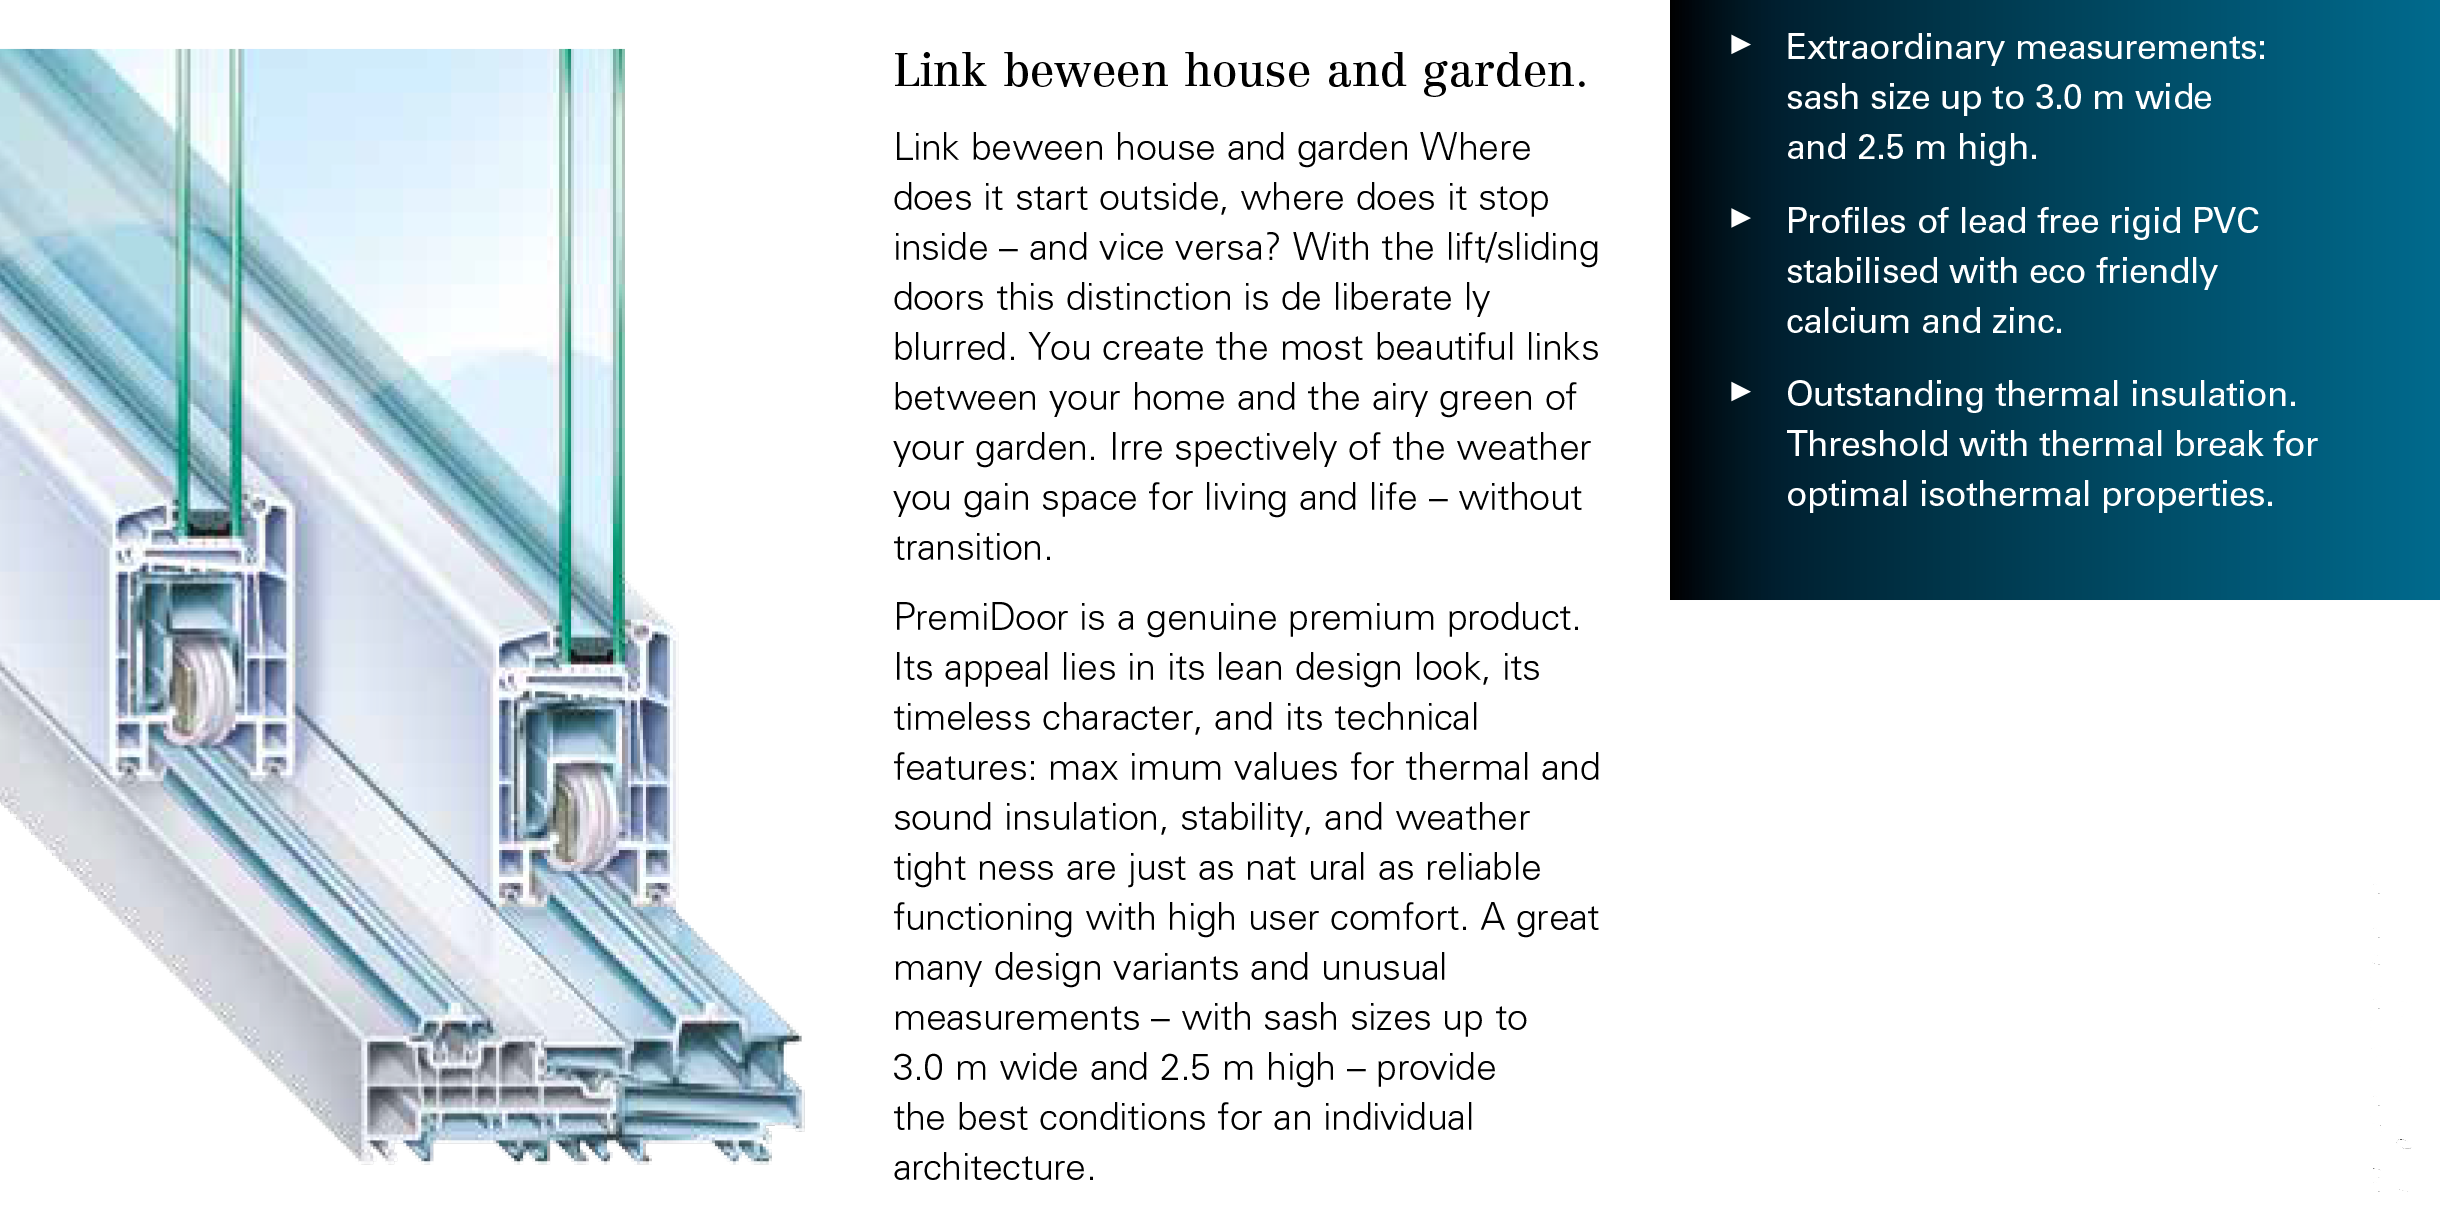 Link beween house and garden.
Link beween house and garden Where
does it start outside, where does it stop
inside – and vice versa? With the lift/sliding
doors this distinction is de liberate ly
blurred. You create the most beautiful links
between your home and the airy green of
your garden. Irre spectively of the weather
you gain space for living and life – without
transition.
PremiDoor is a genuine premium product.
Its appeal lies in its lean design look, its
timeless character, and its technical
features: max imum values for thermal and
sound insulation, stability, and weather
tight ness are just as nat ural as reliable
functioning with high user comfort. A great
many design variants and unusual
measurements – with sash sizes up to
3.0 m wide and 2.5 m high – provide
the best conditions for an individual
architecture.
► Extraordinary measurements:
sash size up to 3.0 m wide
and 2.5 m high.
► Profiles of lead free rigid PVC
stabilised with eco friendly
calcium and zinc.
► Outstanding thermal insulation.
Threshold with thermal break for
optimal isothermal properties.